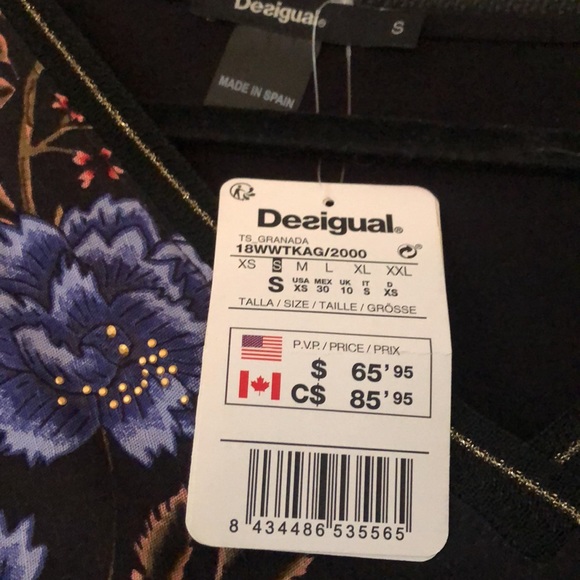 Desigual®
S
MADE IN SPAIN
Desigual®
TS_GRANADA
18WWTKAG/2000
XS S M L XL XXL
S USA XS MEX 30 UK 10 IT S D XS
TALLA / SIZE / TAILLE / GRÖSSE
P.V.P. / PRICE / PRIX
$ 65'95
C$ 85'95
8 434486 535565